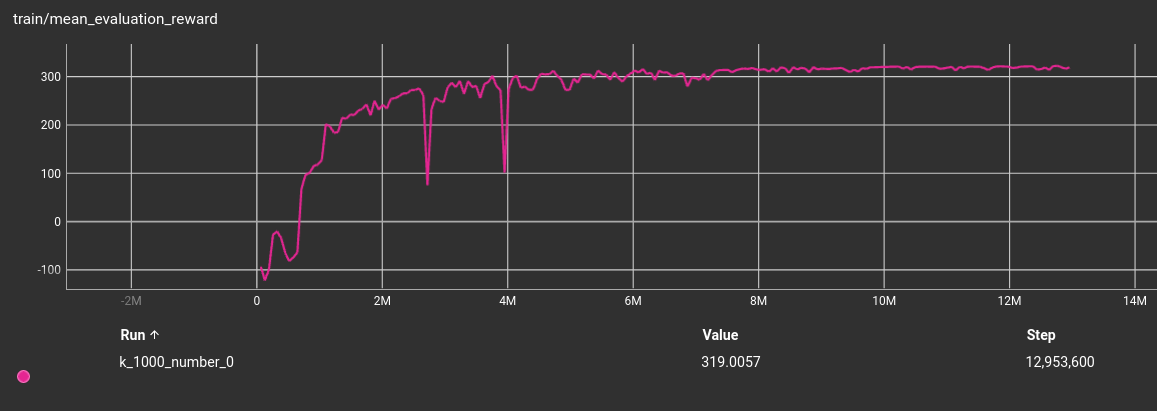 train/mean_evaluation_reward
300
200
100
0
-100
-2M 0 2M 4M 6M 8M 10M 12M 14M
Run ↑ Value Step
k_1000_number_0 319.0057 12,953,600